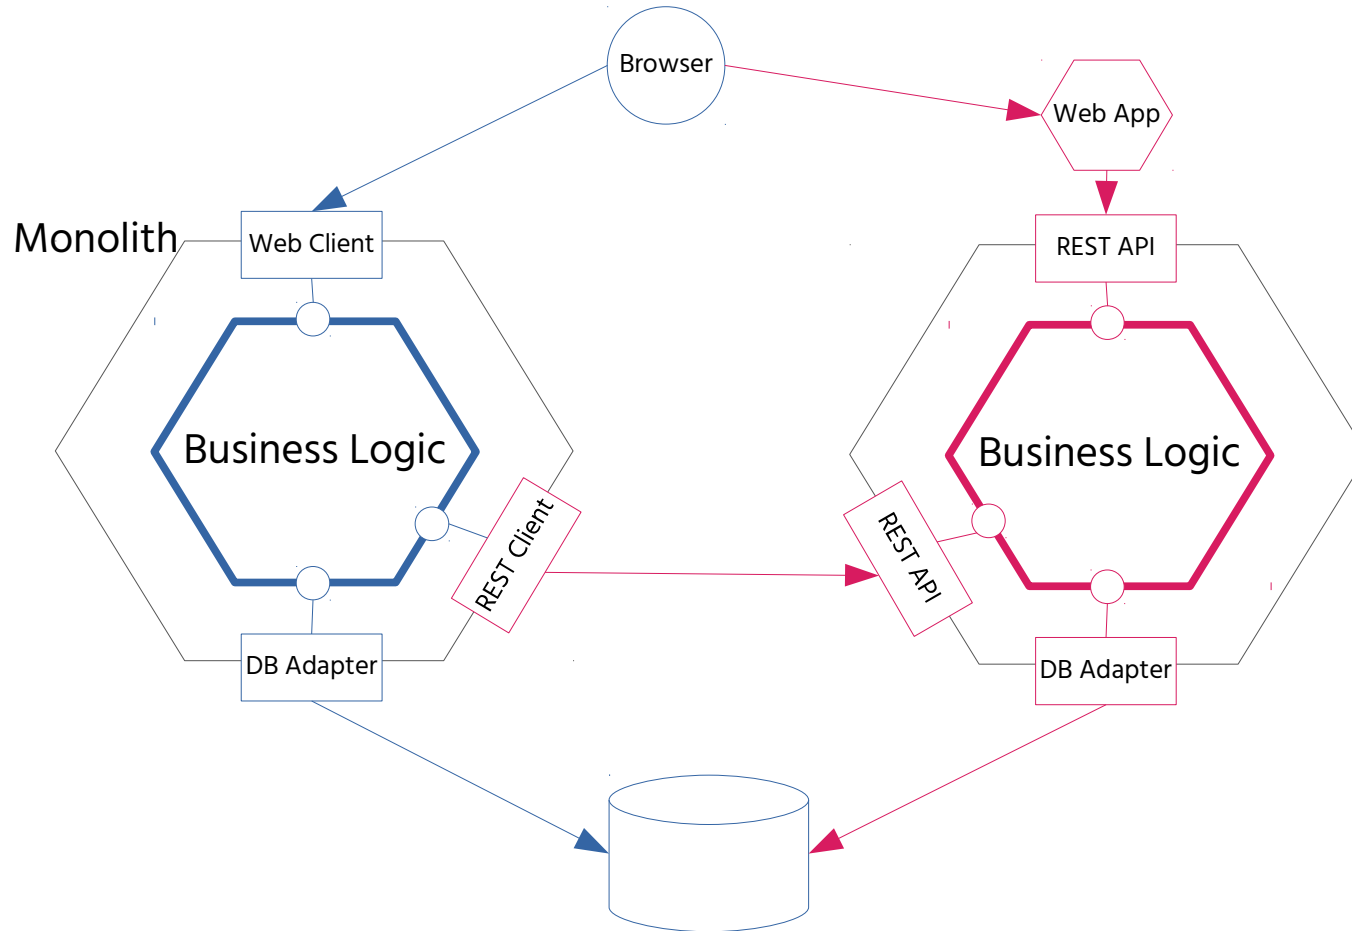 Browser
Web App
Monolith
Web Client
REST API
Business Logic
Business Logic
REST Client
REST API
DB Adapter
DB Adapter